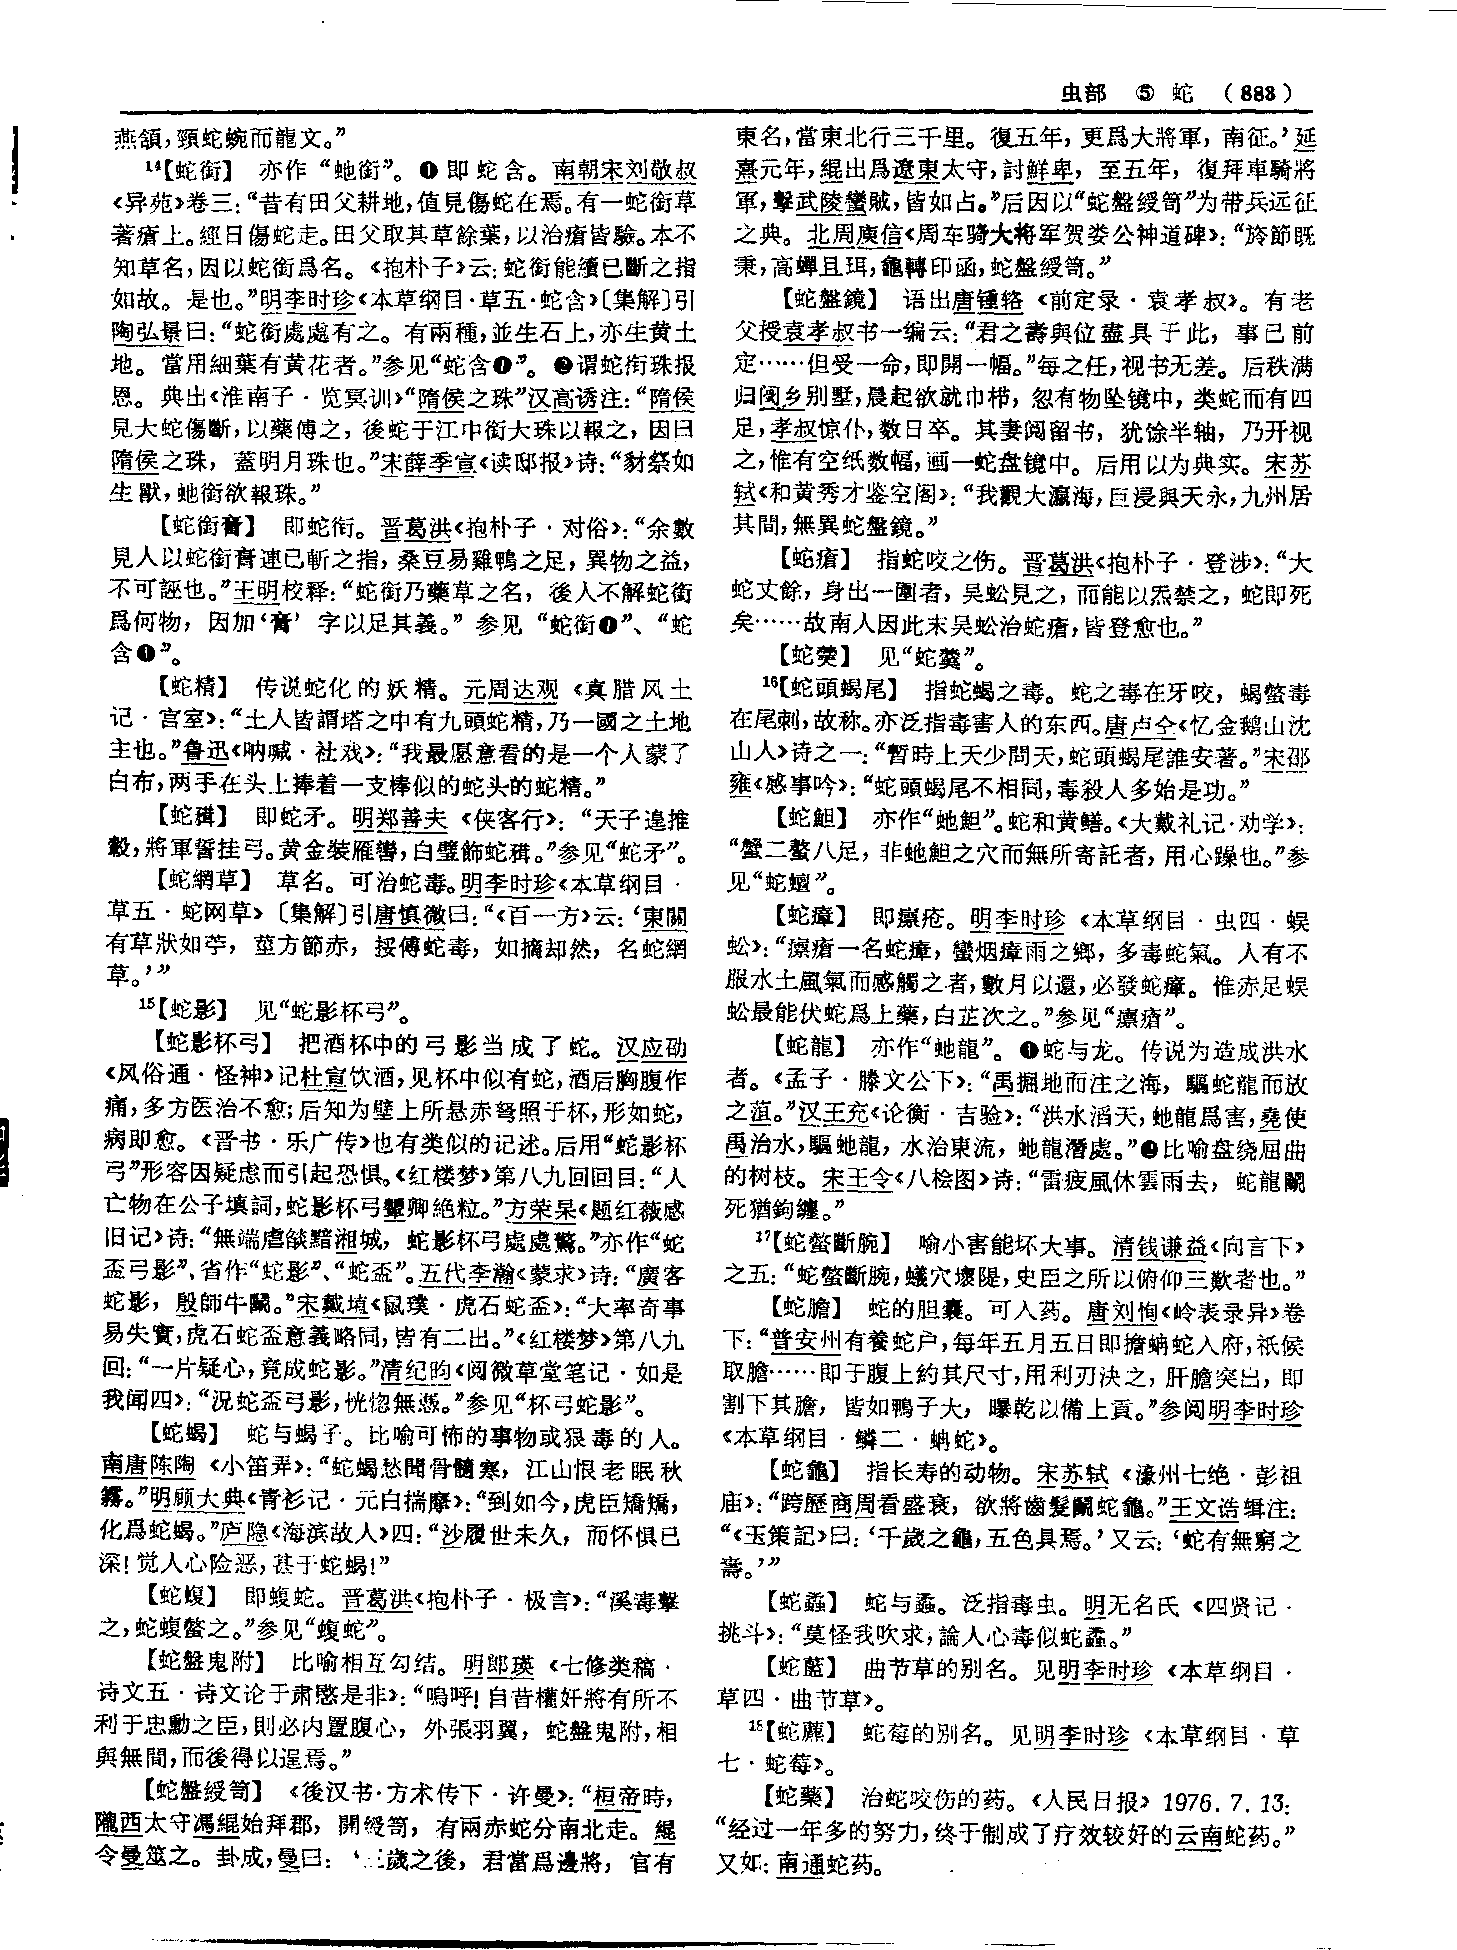 虫部 ⑤ 蛇 （883）
燕頷，頸蛇蜿而龍文。”
14【蛇銜】 亦作“虵銜”。❶即蛇含。南朝宋刘敬叔
《异苑》卷三：“昔有田父耕地，值見傷蛇在焉。有一蛇銜草
著瘡上。經日傷蛇走。田父取其草餘葉，以治瘡皆驗。本不
知草名，因以蛇銜爲名。《抱朴子》云：蛇銜能續已斷之指
如故。是也。”明李时珍《本草纲目·草五·蛇含》〔集解〕引
陶弘景曰：“蛇銜處處有之。有兩種，並生石上，亦生黄土
地。當用細葉有黄花者。”参见“蛇含❶”。❷谓蛇衔珠报
恩。典出《淮南子·览冥训》“隋侯之珠”汉高诱注：“隋侯
見大蛇傷斷，以藥傅之，後蛇于江中銜大珠以報之，因曰
隋侯之珠，蓋明月珠也。”宋薛季宣《读邸报》诗：“豺祭如
生獸，虵銜欲報珠。”
【蛇銜膏】 即蛇衔。晋葛洪《抱朴子·对俗》：“余數
見人以蛇銜膏連已斬之指，桑豆易雞鴨之足，異物之益，
不可誣也。”王明校释：“蛇銜乃藥草之名，後人不解蛇銜
爲何物，因加‘膏’字以足其義。”参见“蛇銜❶”、“蛇
含❶”。
【蛇精】 传说蛇化的妖精。元周达观《真腊风土
记·宫室》：“土人皆謂塔之中有九頭蛇精，乃一國之土地
主也。”鲁迅《呐喊·社戏》：“我最愿意看的是一个人蒙了
白布，两手在头上捧着一支棒似的蛇头的蛇精。”
【蛇矟】 即蛇矛。明郑善夫《侠客行》：“天子遑推
轂，將軍誓挂弓。黄金裝雁轡，白璧飾蛇矟。”参见“蛇矛”。
【蛇網草】 草名。可治蛇毒。明李时珍《本草纲目·
草五·蛇网草》〔集解〕引唐慎微曰：“《百一方》云：‘東關
有草狀如苧，莖方節赤，挼傅蛇毒，如摘却然，名蛇網
草。’”
15【蛇影】 见“蛇影杯弓”。
【蛇影杯弓】 把酒杯中的弓影当成了蛇。汉应劭
《风俗通·怪神》记杜宣饮酒，见杯中似有蛇，酒后胸腹作
痛，多方医治不愈；后知为壁上所悬赤弩照于杯，形如蛇，
病即愈。《晋书·乐广传》也有类似的记述。后用“蛇影杯
弓”形容因疑虑而引起恐惧。《红楼梦》第八九回回目：“人
亡物在公子填詞，蛇影杯弓顰卿絶粒。”方荣杲《题红薇感
旧记》诗：“無端虐燄黯湘城，蛇影杯弓處處驚。”亦作“蛇
盃弓影”、省作“蛇影”、“蛇盃”。五代李瀚《蒙求》诗：“廣客
蛇影，殷師牛鬭。”宋戴埴《鼠璞·虎石蛇盃》：“大率奇事
易失實，虎石蛇盃意義略同，皆有二出。”《红楼梦》第八九
回：“一片疑心，竟成蛇影。”清纪昀《阅微草堂笔记·如是
我闻四》：“況蛇盃弓影，恍惚無憑。”参见“杯弓蛇影”。
【蛇蝎】 蛇与蝎子。比喻可怖的事物或狠毒的人。
南唐陈陶《小笛弄》：“蛇蝎愁聞骨髓寒，江山恨老眠秋
霧。”明顾大典《青衫记·元白揣摩》：“到如今，虎臣矯矯，
化爲蛇蝎。”庐隐《海滨故人》四：“沙履世未久，而怀惧已
深！觉人心险恶，甚于蛇蝎！”
【蛇蝮】 即蝮蛇。晋葛洪《抱朴子·极言》：“溪毒擊
之，蛇蝮螫之。”参见“蝮蛇”。
【蛇盤鬼附】 比喻相互勾结。明郎瑛《七修类稿·
诗文五·诗文论于肃愍是非》：“嗚呼！自昔權奸將有所不
利于忠勳之臣，則必内置腹心，外張羽翼，蛇盤鬼附，相
與無間，而後得以逞焉。”
【蛇盤綬笥】 《後汉书·方术传下·许曼》：“桓帝時，
隴西太守馮緄始拜郡，開綬笥，有兩赤蛇分南北走。緄
令曼筮之。卦成，曼曰：‘三歲之後，君當爲邊將，官有
東名，當東北行三千里。復五年，更爲大將軍，南征。’延
熹元年，緄出爲遼東太守，討鮮卑，至五年，復拜車騎將
軍，擊武陵蠻賊，皆如占。”后因以“蛇盤綬笥”为带兵远征
之典。北周庾信《周车骑大将军贺娄公神道碑》：“旍節既
秉，高蟬且珥，龜轉印函，蛇盤綬笥。”
【蛇盤鏡】 语出唐锺辂《前定录·袁孝叔》。有老
父授袁孝叔书一编云：“君之壽與位盡具于此，事已前
定……但受一命，即開一幅。”每之任，视书无差。后秩满
归阌乡别墅，晨起欲就巾栉，忽有物坠镜中，类蛇而有四
足，孝叔惊仆，数日卒。其妻阅留书，犹馀半轴，乃开视
之，惟有空纸数幅，画一蛇盘镜中。后用以为典实。宋苏
轼《和黄秀才鉴空阁》：“我觀大瀛海，巨浸與天永，九州居
其間，無異蛇盤鏡。”
【蛇瘡】 指蛇咬之伤。晋葛洪《抱朴子·登涉》：“大
蛇丈餘，身出一圍者，吴蚣見之，而能以炁禁之，蛇即死
矣……故南人因此末吴蚣治蛇瘡，皆登愈也。”
【蛇㷼】 见“蛇羹”。
16【蛇頭蝎尾】 指蛇蝎之毒。蛇之毒在牙咬，蝎螫毒
在尾刺，故称。亦泛指毒害人的东西。唐卢仝《忆金鹅山沈
山人》诗之一：“暫時上天少問天，蛇頭蝎尾誰安著。”宋邵
雍《感事吟》：“蛇頭蝎尾不相同，毒殺人多始是功。”
【蛇䱇】 亦作“虵䱇”。蛇和黄鳝。《大戴礼记·劝学》：
“蟹二螯八足，非虵䱇之穴而無所寄託者，用心躁也。”参
见“蛇蟺”。
【蛇瘴】 即瘭疮。明李时珍《本草纲目·虫四·蜈
蚣》：“瘭瘡一名蛇瘴，蠻烟瘴雨之鄉，多毒蛇氣。人有不
服水土風氣而感觸之者，數月以還，必發蛇瘴。惟赤足蜈
蚣最能伏蛇爲上藥，白芷次之。”参见“瘭瘡”。
【蛇龍】 亦作“虵龍”。❶蛇与龙。传说为造成洪水
者。《孟子·滕文公下》：“禹掘地而注之海，驅蛇龍而放
之菹。”汉王充《论衡·吉验》：“洪水滔天，虵龍爲害，堯使
禹治水，驅虵龍，水治東流，虵龍潛處。”❷比喻盘绕屈曲
的树枝。宋王令《八桧图》诗：“雷疲風休雲雨去，蛇龍鬭
死猶鉤纏。”
17【蛇螫斷腕】 喻小害能坏大事。清钱谦益《向言下》
之五：“蛇螫斷腕，蟻穴壞隄，史臣之所以俯仰三歎者也。”
【蛇膽】 蛇的胆囊。可入药。唐刘恂《岭表录异》卷
下：“普安州有養蛇户，每年五月五日即擔蚺蛇入府，祇候
取膽……即于腹上約其尺寸，用利刃決之，肝膽突出，即
割下其膽，皆如鴨子大，曝乾以備上貢。”参阅明李时珍
《本草纲目·鳞二·蚺蛇》。
【蛇龜】 指长寿的动物。宋苏轼《濠州七绝·彭祖
庙》：“跨歷商周看盛衰，欲將齒髮鬭蛇龜。”王文诰辑注：
“《玉策記》曰：‘千歲之龜，五色具焉。’又云：‘蛇有無窮之
壽。’”
【蛇蟊】 蛇与蟊。泛指毒虫。明无名氏《四贤记·
挑斗》：“莫怪我吹求，論人心毒似蛇蟊。”
【蛇藍】 曲节草的别名。见明李时珍《本草纲目·
草四·曲节草》。
18【蛇藨】 蛇莓的别名。见明李时珍《本草纲目·草
七·蛇莓》。
【蛇藥】 治蛇咬伤的药。《人民日报》1976.7.13：
“经过一年多的努力，终于制成了疗效较好的云南蛇药。”
又如：南通蛇药。